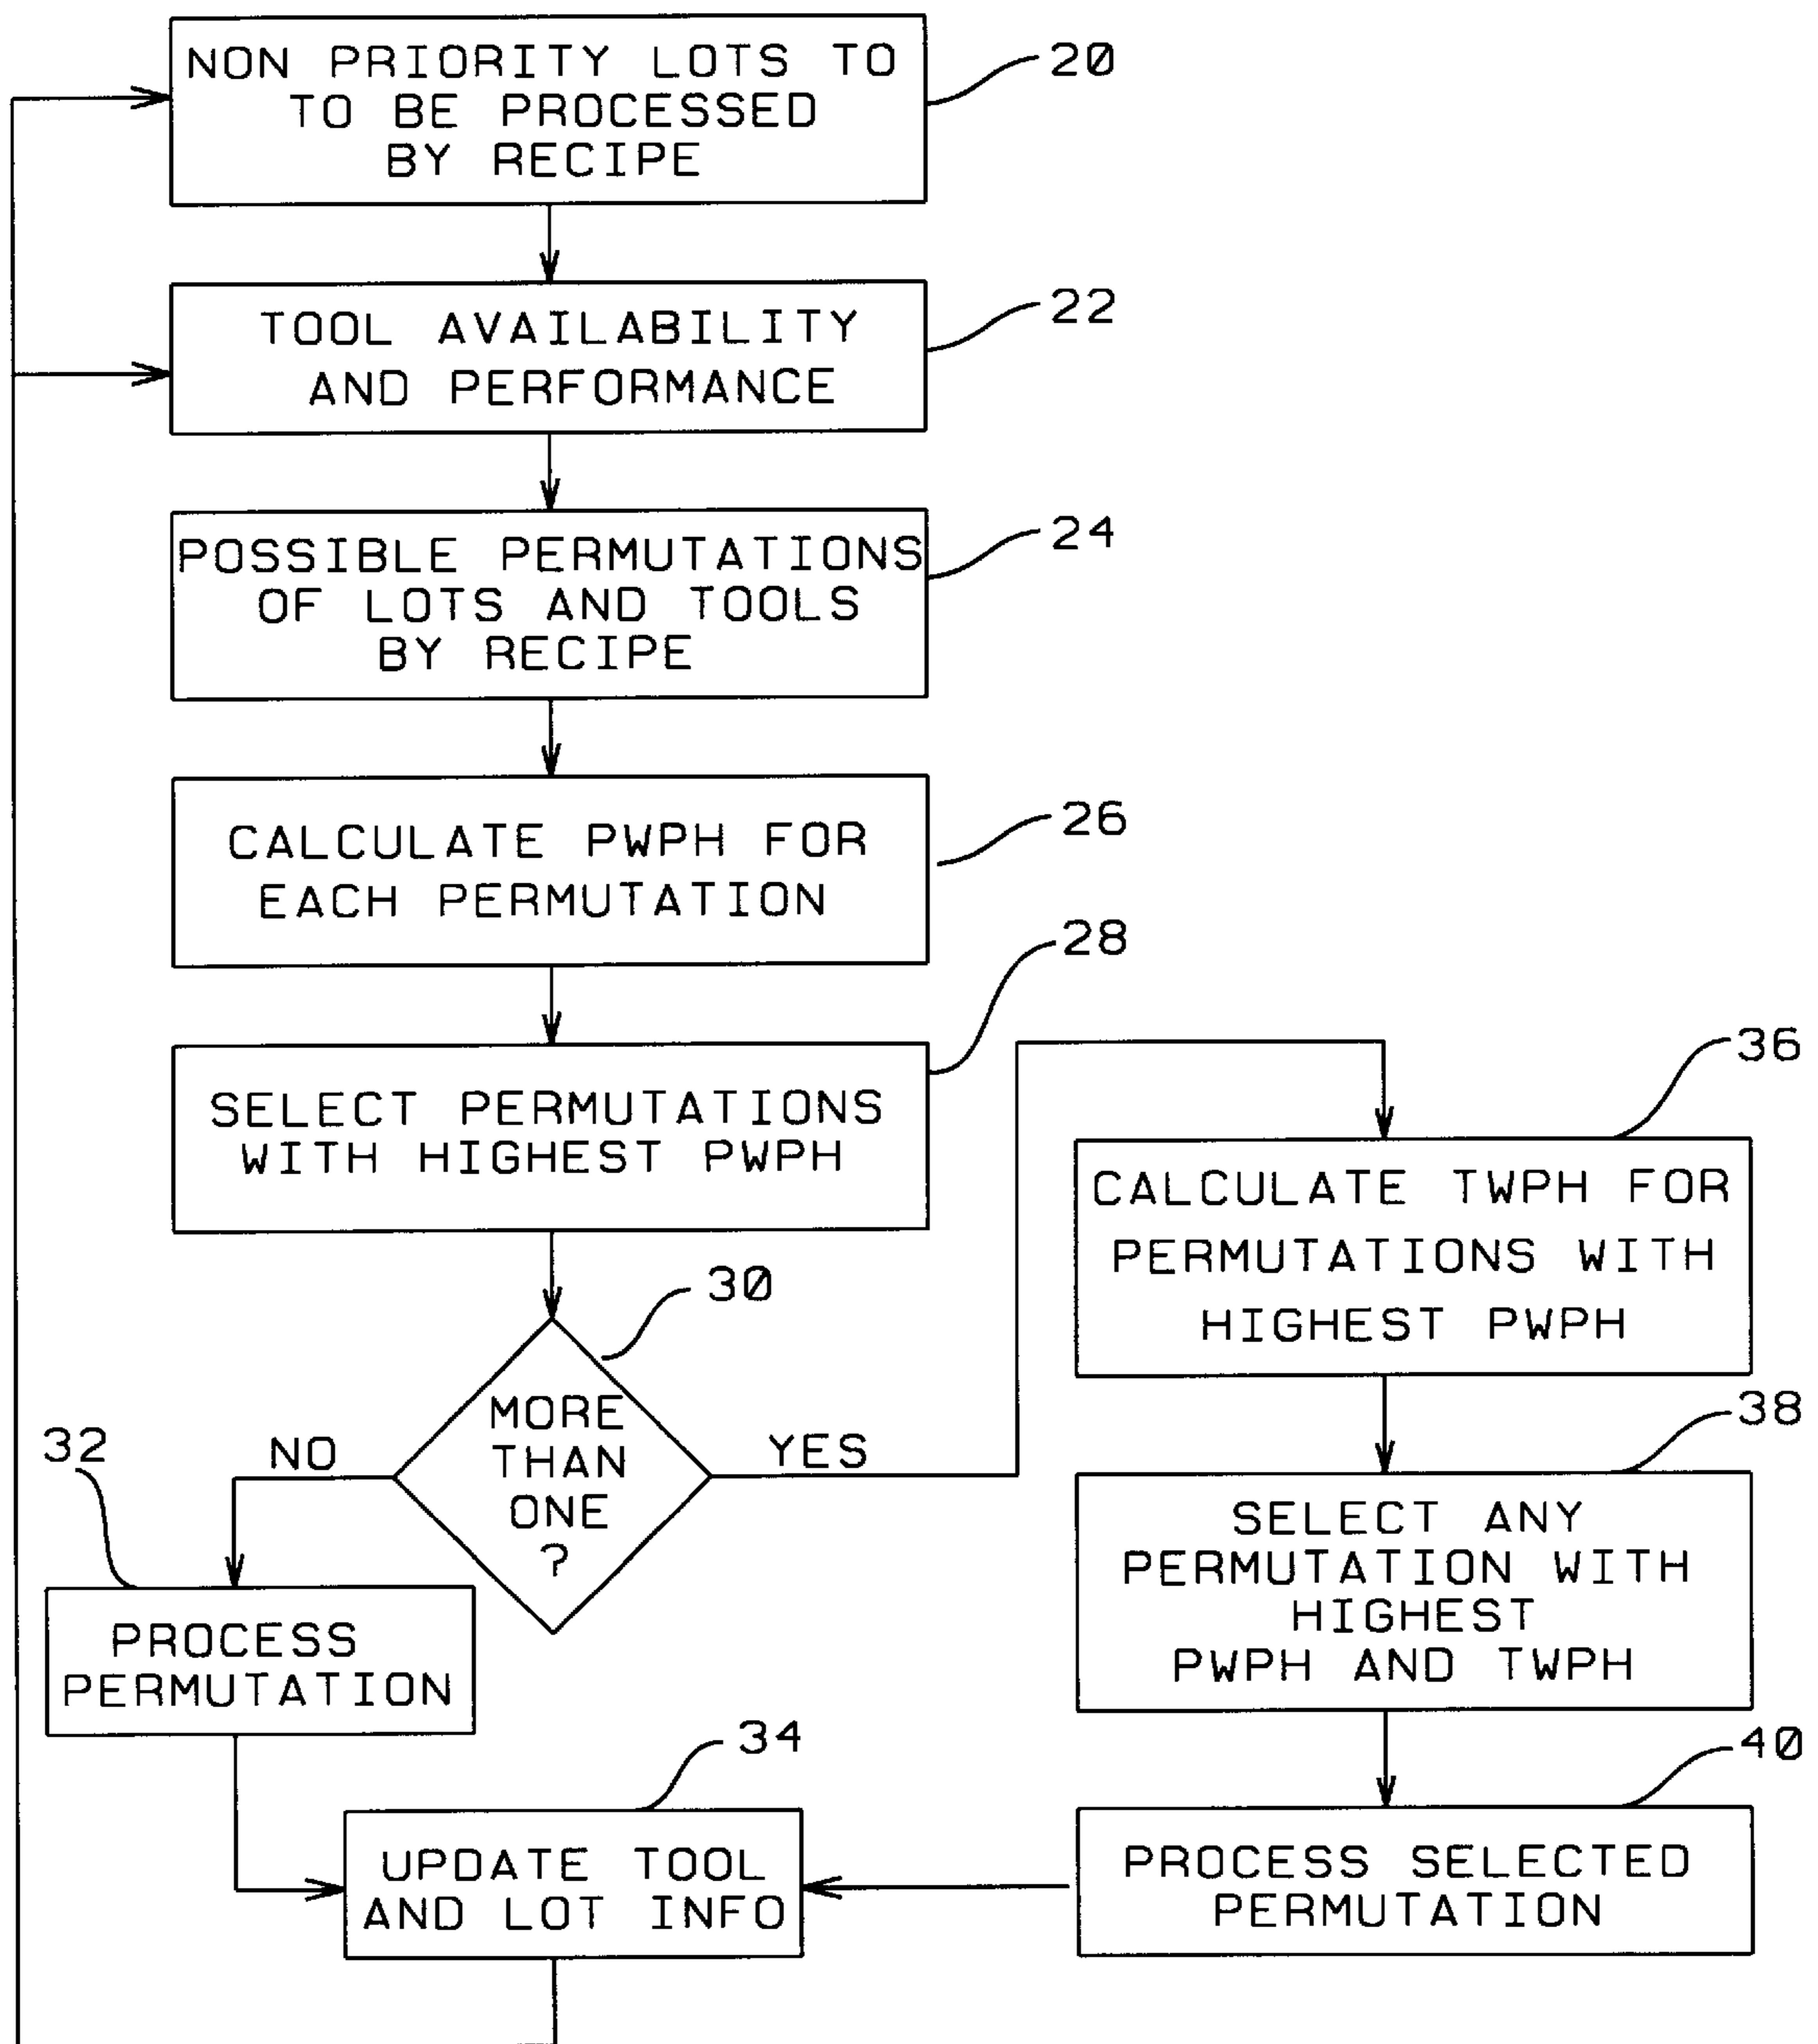 NON PRIORITY LOTS TO
TO BE PROCESSED
BY RECIPE
20
TOOL AVAILABILITY
AND PERFORMANCE
22
POSSIBLE PERMUTATIONS
OF LOTS AND TOOLS
BY RECIPE
24
CALCULATE PWPH FOR
EACH PERMUTATION
26
SELECT PERMUTATIONS
WITH HIGHEST PWPH
28
MORE
THAN
ONE
?
30
NO
YES
32
PROCESS
PERMUTATION
34
UPDATE TOOL
AND LOT INFO
36
CALCULATE TWPH FOR
PERMUTATIONS WITH
HIGHEST PWPH
38
SELECT ANY
PERMUTATION WITH
HIGHEST
PWPH AND TWPH
40
PROCESS SELECTED
PERMUTATION